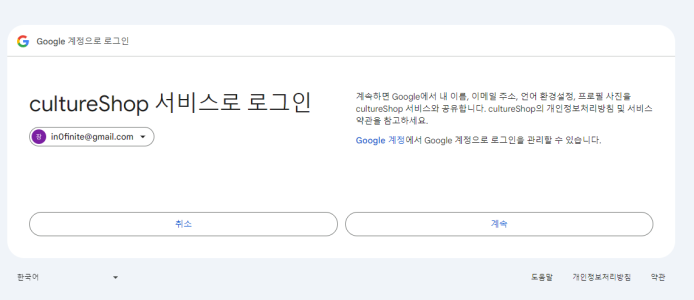 Google 계정으로 로그인
cultureShop 서비스로 로그인
장 in0finite@gmail.com
계속하면 Google에서 내 이름, 이메일 주소, 언어 환경설정, 프로필 사진을
cultureShop 서비스와 공유합니다. cultureShop의 개인정보처리방침 및 서비스
약관을 참고하세요.
Google 계정에서 Google 계정으로 로그인을 관리할 수 있습니다.
취소
계속
한국어
도움말 개인정보처리방침 약관